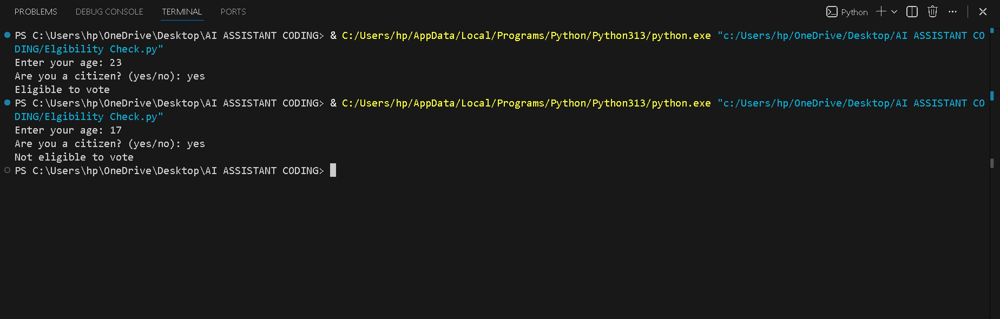 PROBLEMS DEBUG CONSOLE TERMINAL PORTS Python
PS C:\Users\hp\OneDrive\Desktop\AI ASSISTANT CODING> & C:/Users/hp/AppData/Local/Programs/Python/Python313/python.exe "c:/Users/hp/OneDrive/Desktop/AI ASSISTANT CO
DING/Elgibility Check.py"
Enter your age: 23
Are you a citizen? (yes/no): yes
Eligible to vote
PS C:\Users\hp\OneDrive\Desktop\AI ASSISTANT CODING> & C:/Users/hp/AppData/Local/Programs/Python/Python313/python.exe "c:/Users/hp/OneDrive/Desktop/AI ASSISTANT CO
DING/Elgibility Check.py"
Enter your age: 17
Are you a citizen? (yes/no): yes
Not eligible to vote
PS C:\Users\hp\OneDrive\Desktop\AI ASSISTANT CODING>